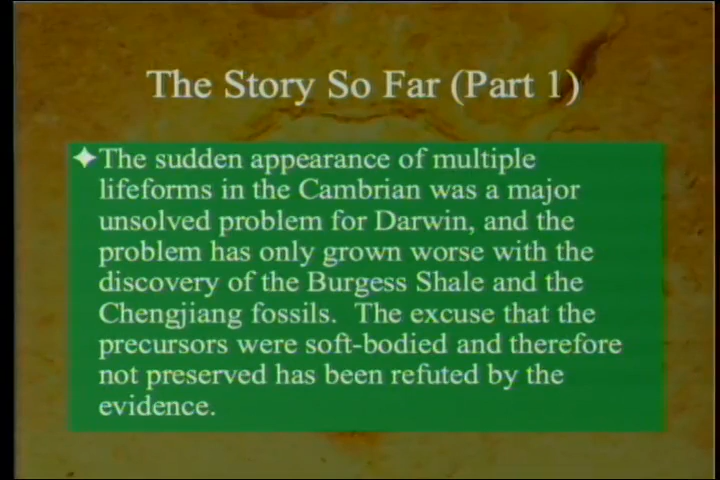 The Story So Far (Part 1)
The sudden appearance of multiple
lifeforms in the Cambrian was a major
unsolved problem for Darwin, and the
problem has only grown worse with the
discovery of the Burgess Shale and the
Chengjiang fossils.  The excuse that the
precursors were soft-bodied and therefore
not preserved has been refuted by the
evidence.